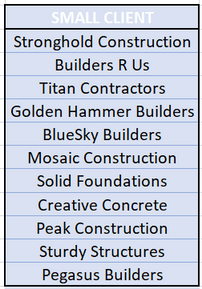 SMALL CLIENT
Stronghold Construction
Builders R Us
Titan Contractors
Golden Hammer Builders
BlueSky Builders
Mosaic Construction
Solid Foundations
Creative Concrete
Peak Construction
Sturdy Structures
Pegasus Builders